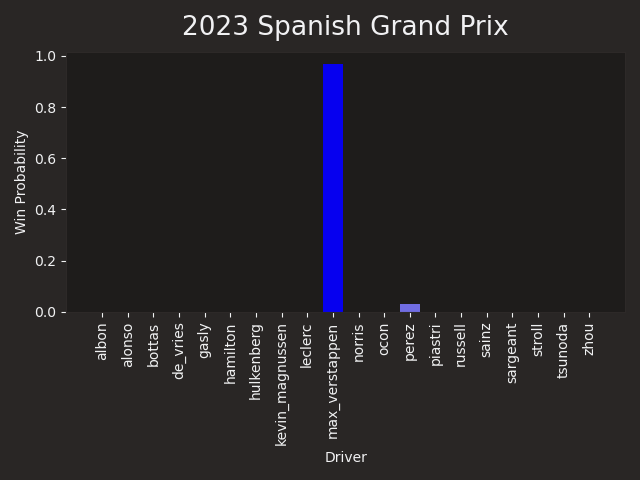 2023 Spanish Grand Prix
1.0
0.8
0.6
0.4
0.2
0.0
Win Probability
albon
alonso
bottas
de_vries
gasly
hamilton
hulkenberg
kevin_magnussen
leclerc
max_verstappen
norris
ocon
perez
piastri
russell
sainz
sargeant
stroll
tsunoda
zhou
Driver